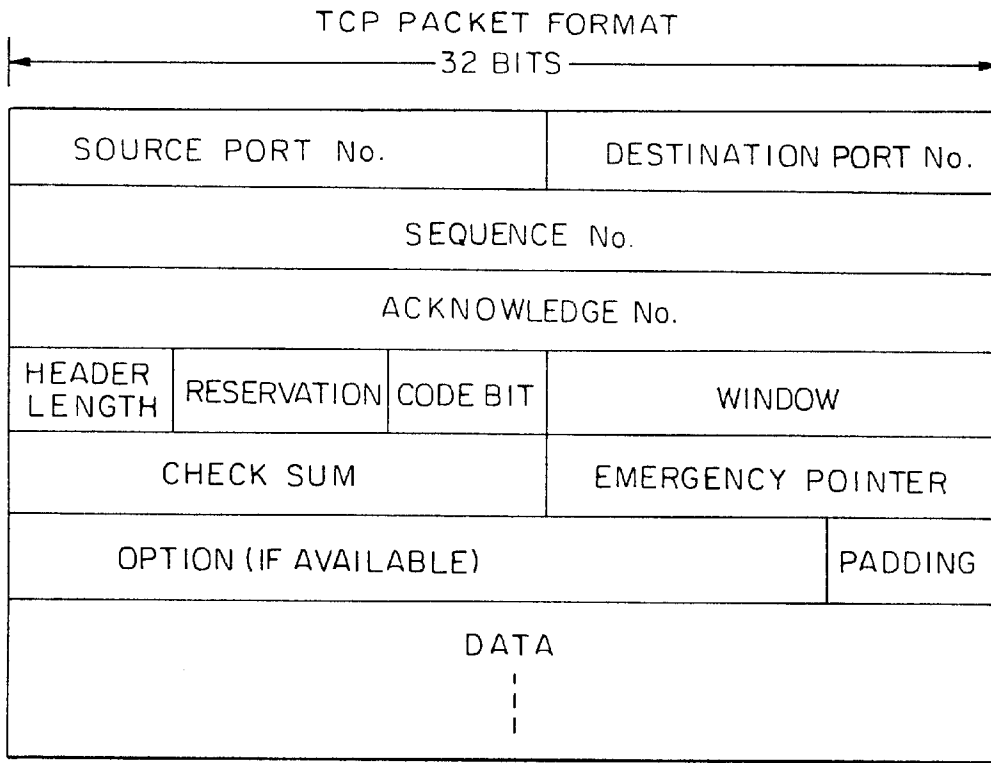 TCP PACKET FORMAT
32 BITS
SOURCE PORT No.
DESTINATION PORT No.
SEQUENCE No.
ACKNOWLEDGE No.
HEADER
LENGTH
RESERVATION
CODE BIT
WINDOW
CHECK SUM
EMERGENCY POINTER
OPTION (IF AVAILABLE)
PADDING
DATA